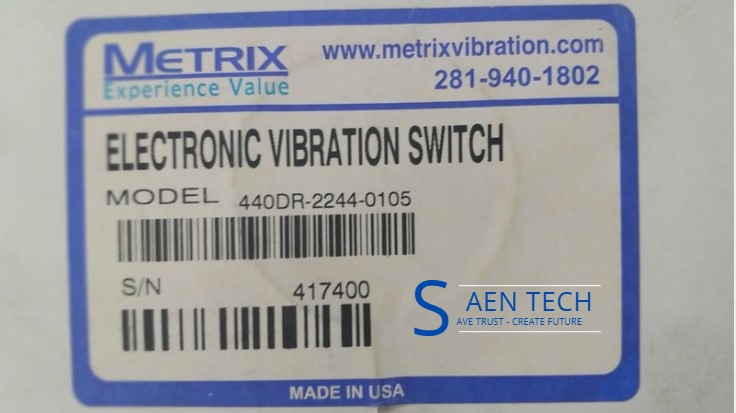 METRIX
Experience Value
www.metrixvibration.com
281-940-1802
ELECTRONIC VIBRATION SWITCH
MODEL 440DR-2244-0105
S/N 417400
SAEN TECH
SAVE TRUST - CREATE FUTURE
MADE IN USA